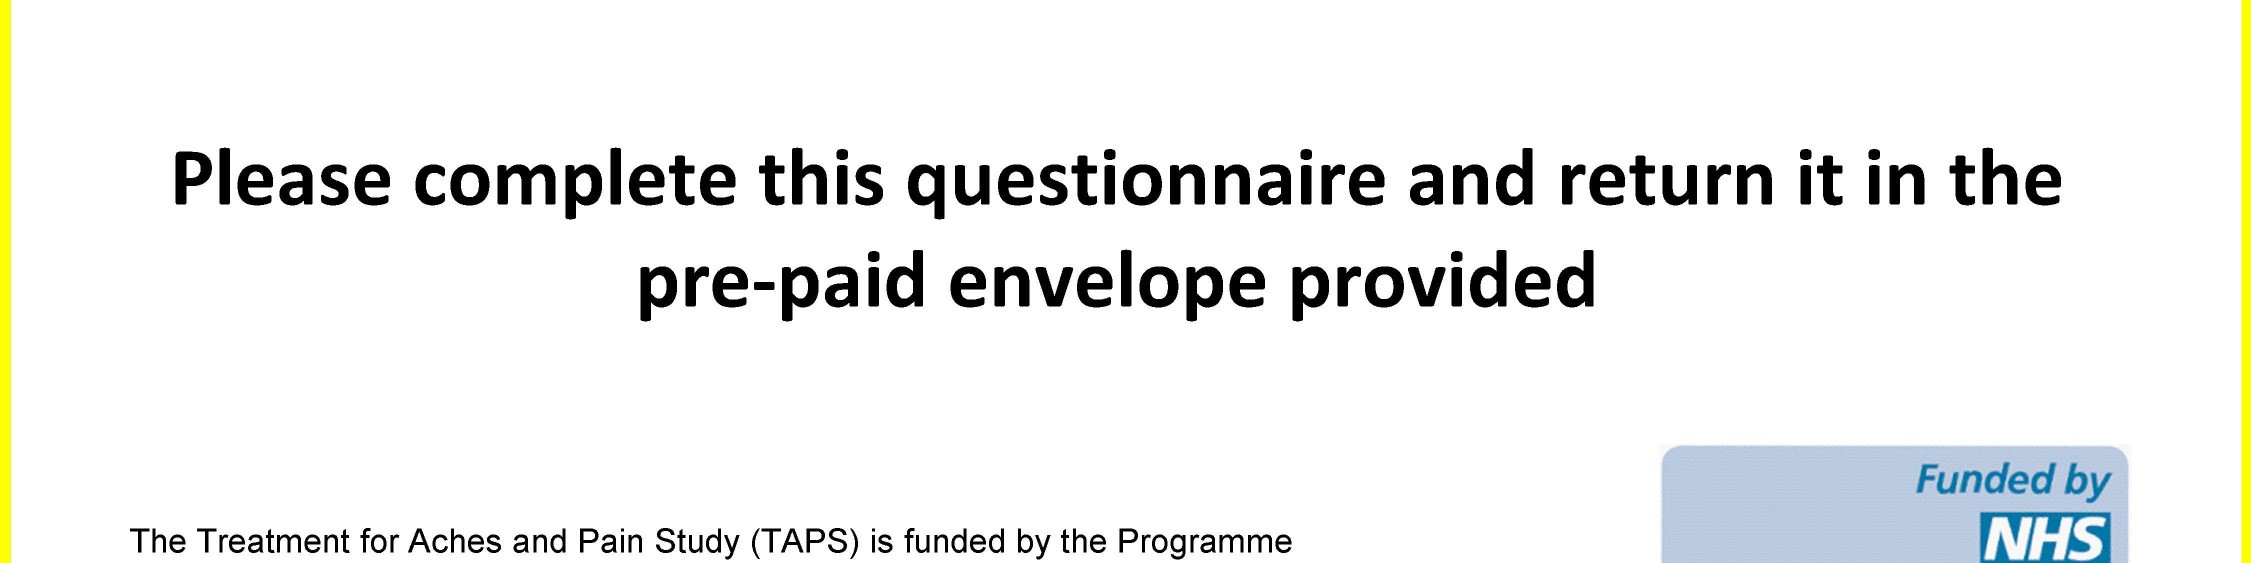 Please complete this questionnaire and return it in the
pre-paid envelope provided
Funded by
NHS
The Treatment for Aches and Pain Study (TAPS) is funded by the Programme